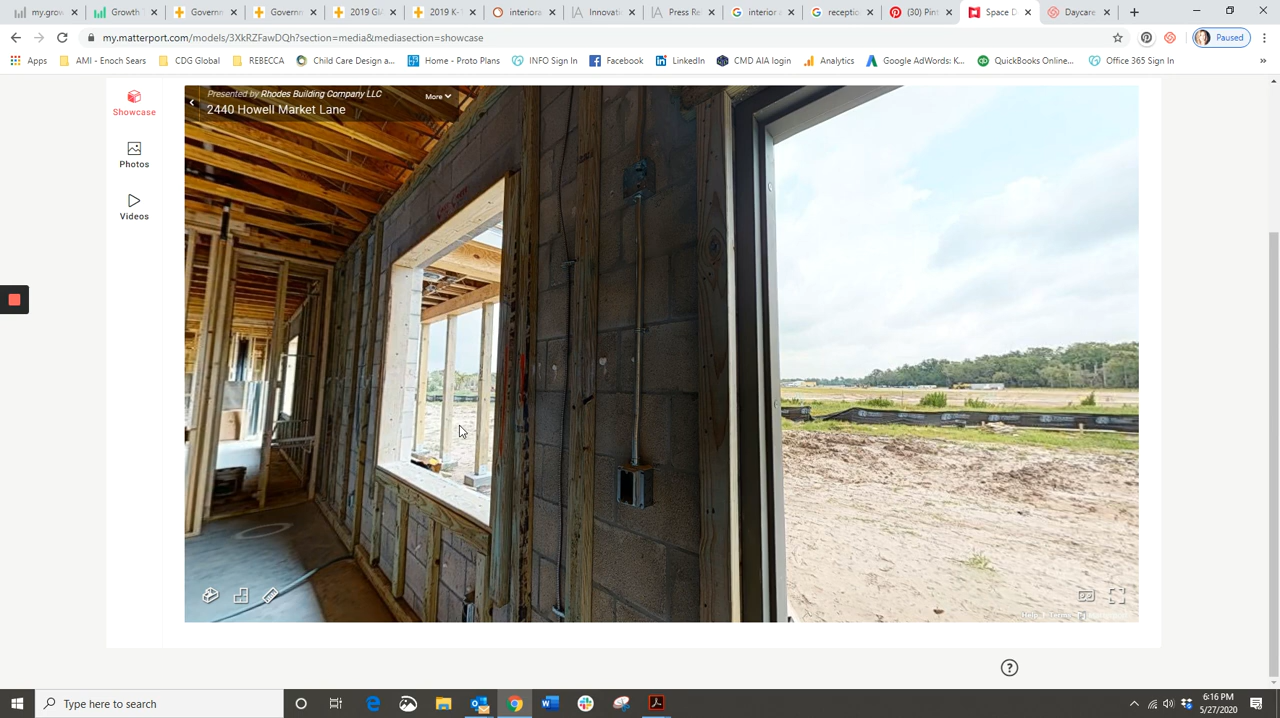 my.grow
Growth T
Governm
Governm
2019 GI
2019 K-
interiora
Innovati
Press Re
interior a
reception
(30) Pin
Space D
Daycare
my.matterport.com/models/3XkRZFawDQh?section=media&mediasection=showcase
Paused
Apps
AMI - Enoch Sears
CDG Global
REBECCA
Child Care Design a...
Home - Proto Plans
INFO Sign In
Facebook
LinkedIn
CMD AIA login
Analytics
Google AdWords: K...
QuickBooks Online...
Office 365 Sign In
»
Showcase
Photos
Videos
Presented by Rhodes Building Company LLC
2440 Howell Market Lane
More
Type here to search
6:16 PM
5/27/2020